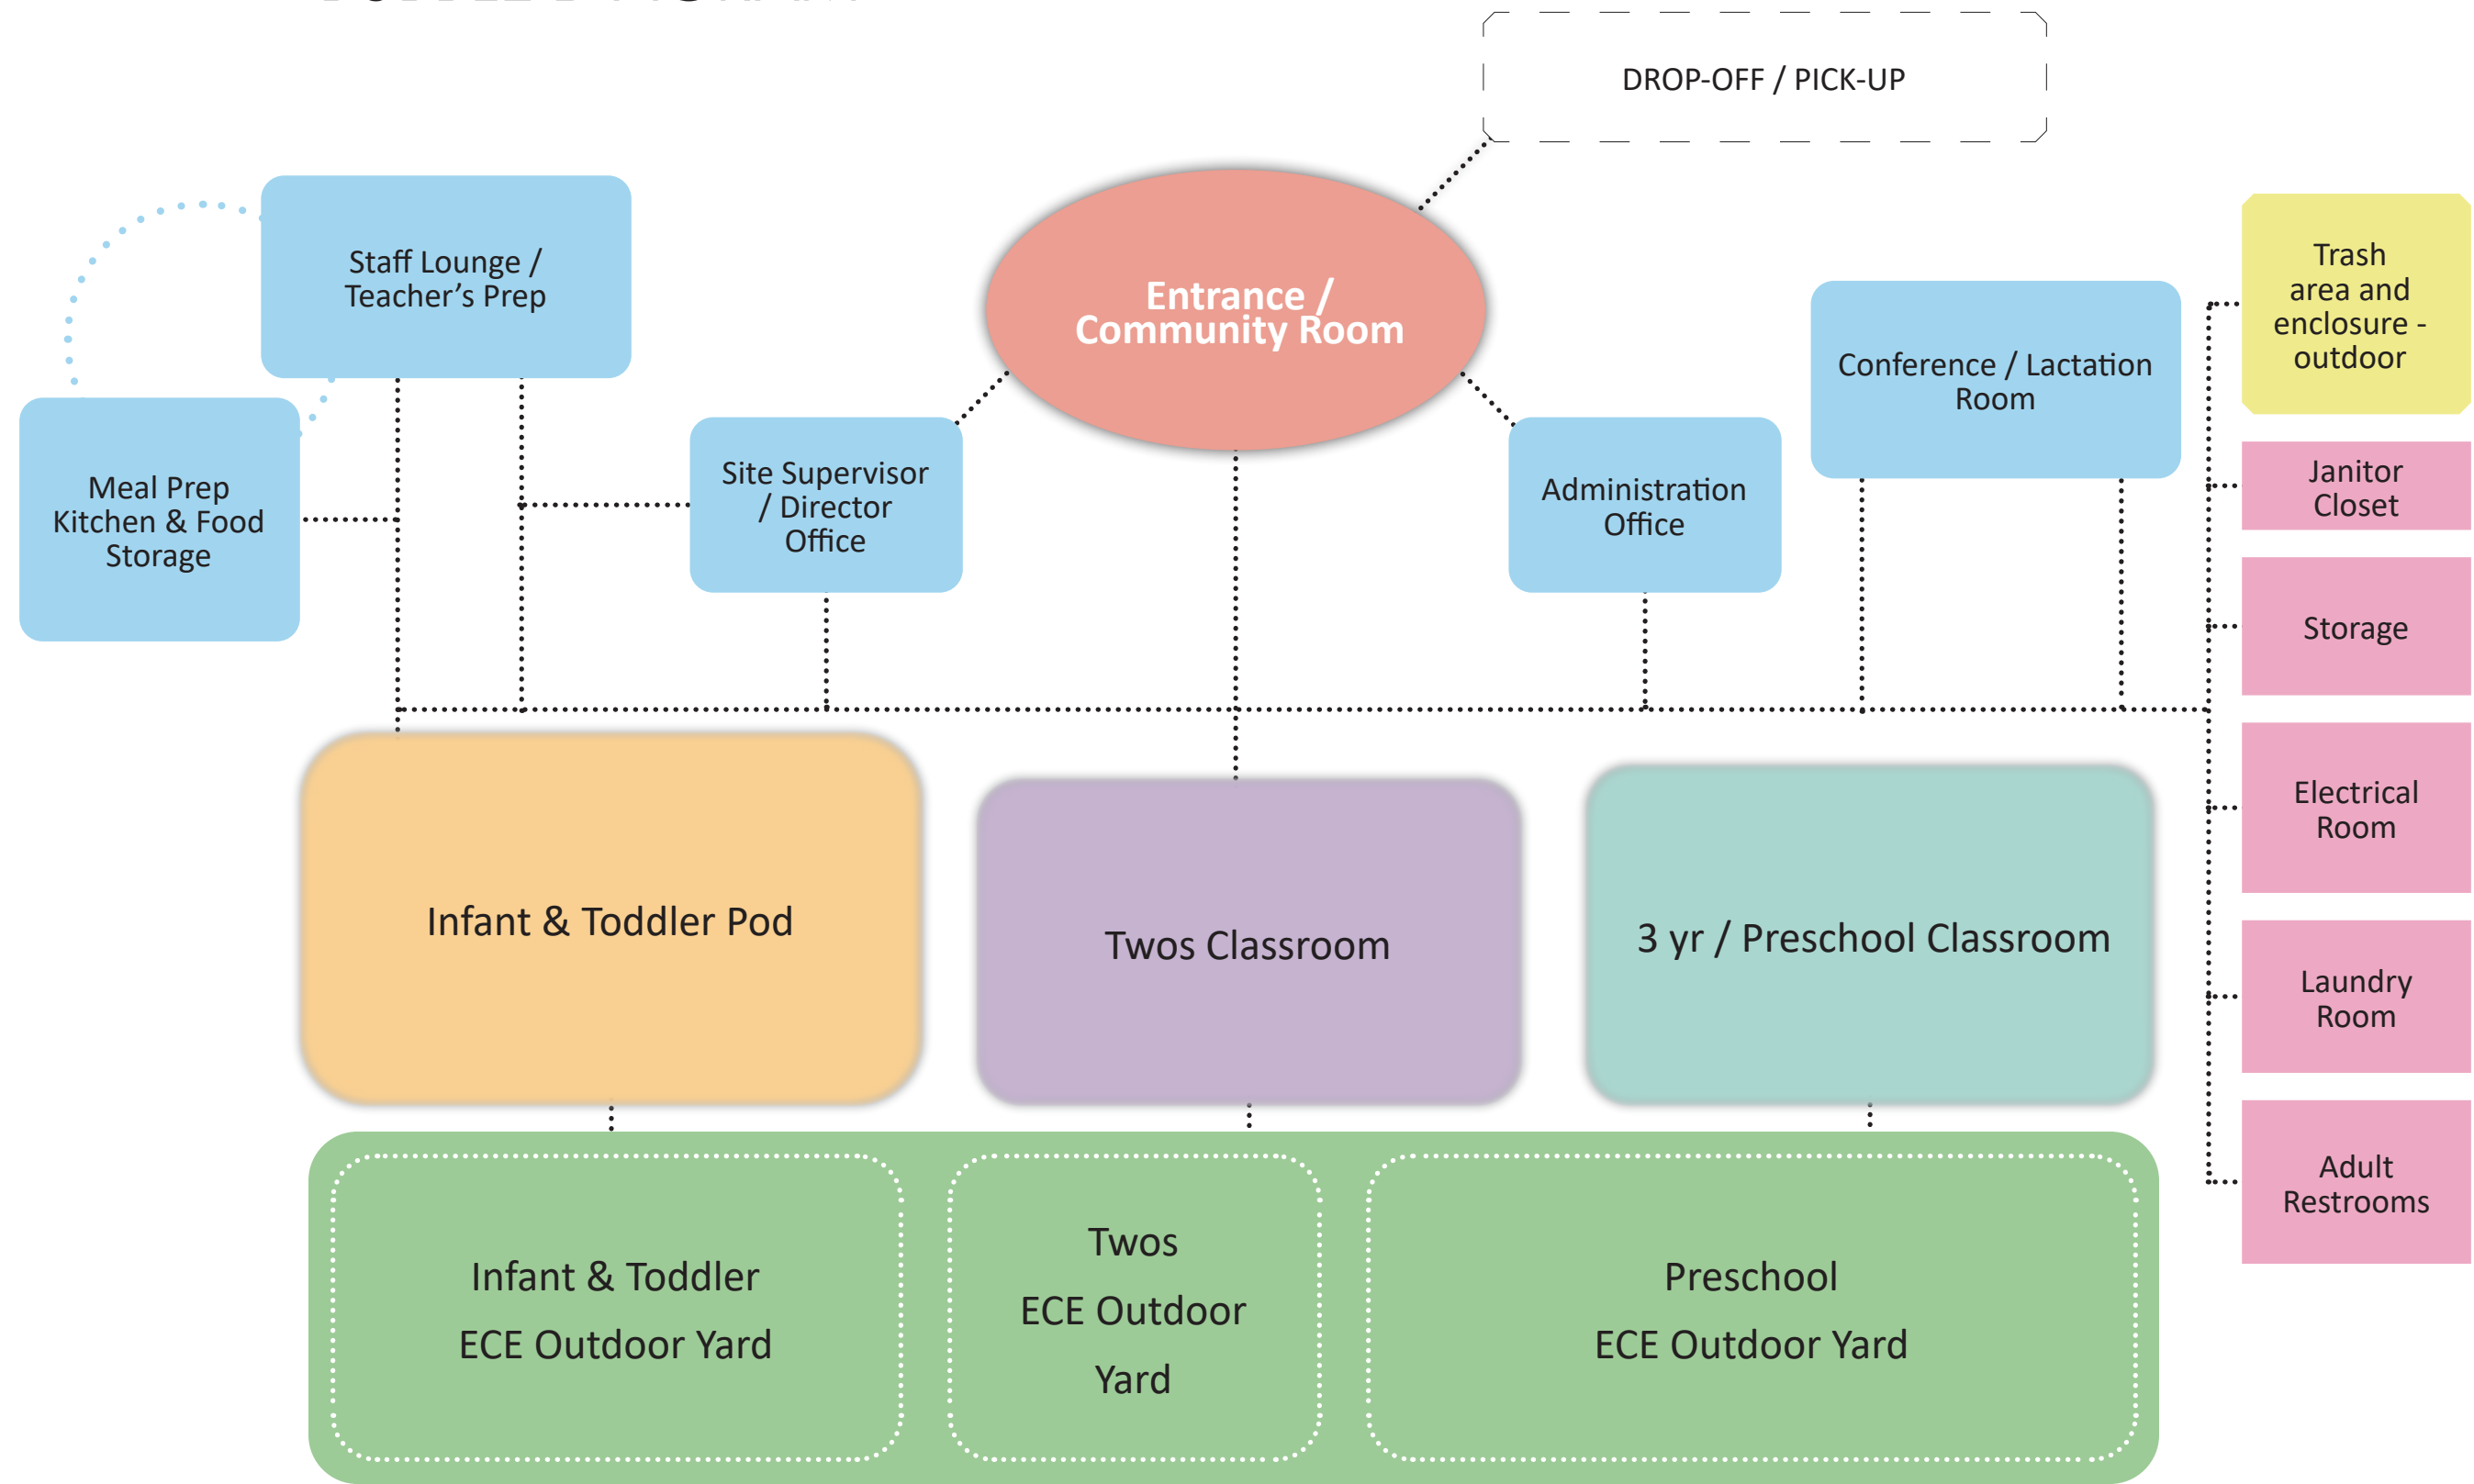 DROP-OFF / PICK-UP
Staff Lounge /
Teacher’s Prep
Entrance /
Community Room
Trash
area and
enclosure -
outdoor
Conference / Lactation
Room
Meal Prep
Kitchen & Food
Storage
Site Supervisor
/ Director
Office
Administration
Office
Janitor
Closet
Storage
Electrical
Room
Laundry
Room
Adult
Restrooms
Infant & Toddler Pod
Twos Classroom
3 yr / Preschool Classroom
Infant & Toddler
ECE Outdoor Yard
Twos
ECE Outdoor
Yard
Preschool
ECE Outdoor Yard